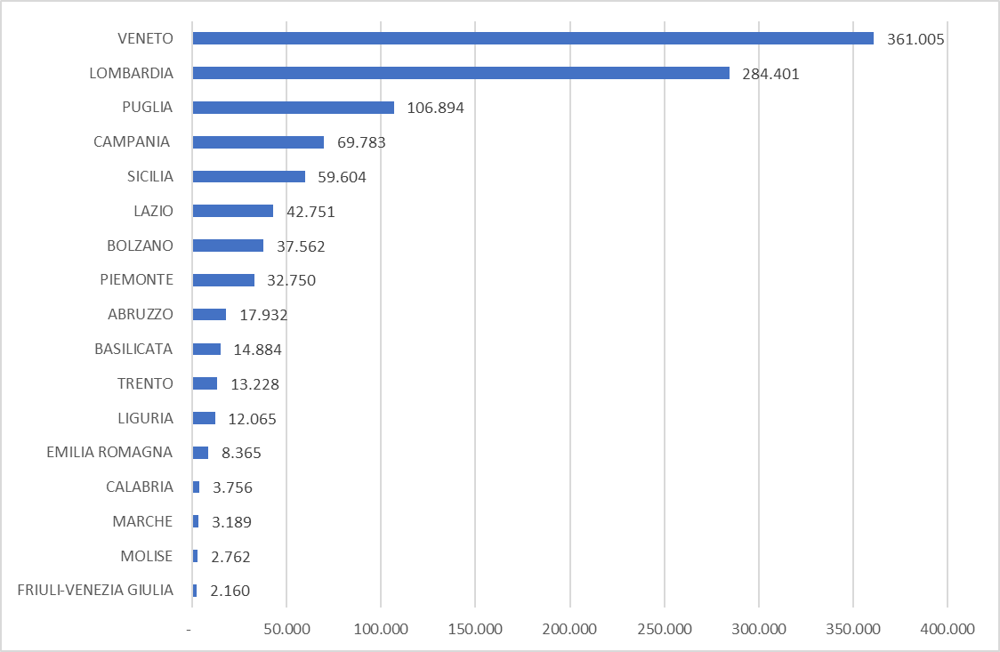 VENETO 361.005
LOMBARDIA 284.401
PUGLIA 106.894
CAMPANIA 69.783
SICILIA 59.604
LAZIO 42.751
BOLZANO 37.562
PIEMONTE 32.750
ABRUZZO 17.932
BASILICATA 14.884
TRENTO 13.228
LIGURIA 12.065
EMILIA ROMAGNA 8.365
CALABRIA 3.756
MARCHE 3.189
MOLISE 2.762
FRIULI-VENEZIA GIULIA 2.160
- 50.000 100.000 150.000 200.000 250.000 300.000 350.000 400.000